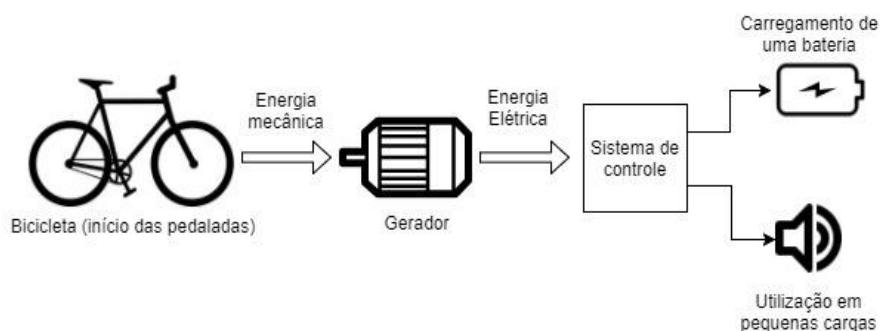 Carregamento de
uma bateria
Energia
mecânica
Energia
Elétrica
Sistema de
controle
Bicicleta (início das pedaladas)
Gerador
Utilização em
pequenas cargas